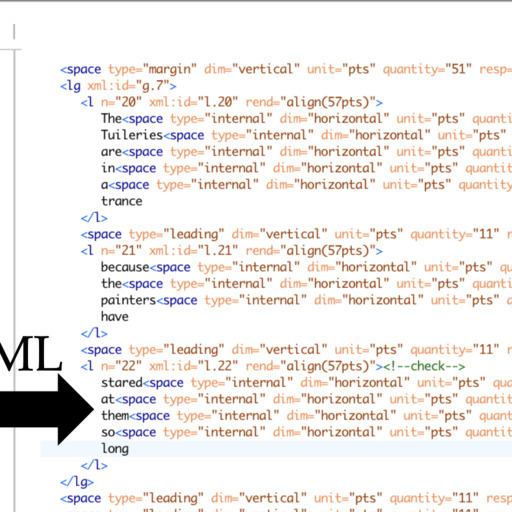 <space type="margin" dim="vertical" unit="pts" quantity="51" resp=
<lg xml:id="g.7">
<l n="20" xml:id="l.20" rend="align(57pts)">
The<space type="internal" dim="horizontal" unit="pts" quanti
Tuileries<space type="internal" dim="horizontal" unit="pts"
are<space type="internal" dim="horizontal" unit="pts" quanti
in<space type="internal" dim="horizontal" unit="pts" quantit
a<space type="internal" dim="horizontal" unit="pts" quantity
trance
</l>
<space type="leading" dim="vertical" unit="pts" quantity="11" r
<l n="21" xml:id="l.21" rend="align(57pts)">
because<space type="internal" dim="horizontal" unit="pts" qu
the<space type="internal" dim="horizontal" unit="pts" quanti
painters<space type="internal" dim="horizontal" unit="pts" q
have
</l>
<space type="leading" dim="vertical" unit="pts" quantity="11" r
ML
<l n="22" xml:id="l.22" rend="align(57pts)"><!--check-->
stared<space type="internal" dim="horizontal" unit="pts" qua
at<space type="internal" dim="horizontal" unit="pts" quantit
them<space type="internal" dim="horizontal" unit="pts" quant
so<space type="internal" dim="horizontal" unit="pts" quantit
long
</l>
</lg>
<space type="leading" dim="vertical" unit="pts" quantity="11" resp